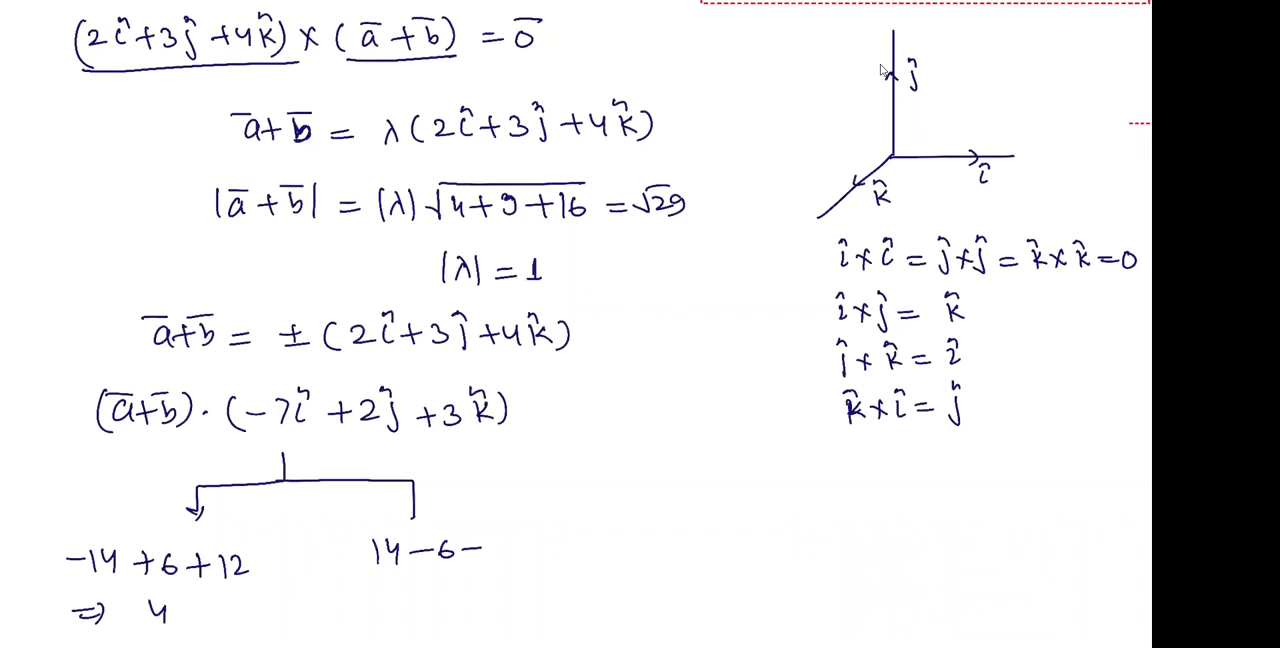 (2î+3ĵ+4k̂) × (a̅+b̅) = 0̅
a̅+b̅ = λ(2î+3ĵ+4k̂)
|a̅+b̅| = |λ|√(4+9+16) = √29
|λ| = 1
a̅+b̅ = ± (2î+3ĵ+4k̂)
(a̅+b̅)·(-7î+2ĵ+3k̂)
-14+6+12
14-6-
⇒ 4
ĵ
î
k̂
î×î = ĵ×ĵ = k̂×k̂ = 0
î×ĵ = k̂
ĵ×k̂ = î
k̂×î = ĵ